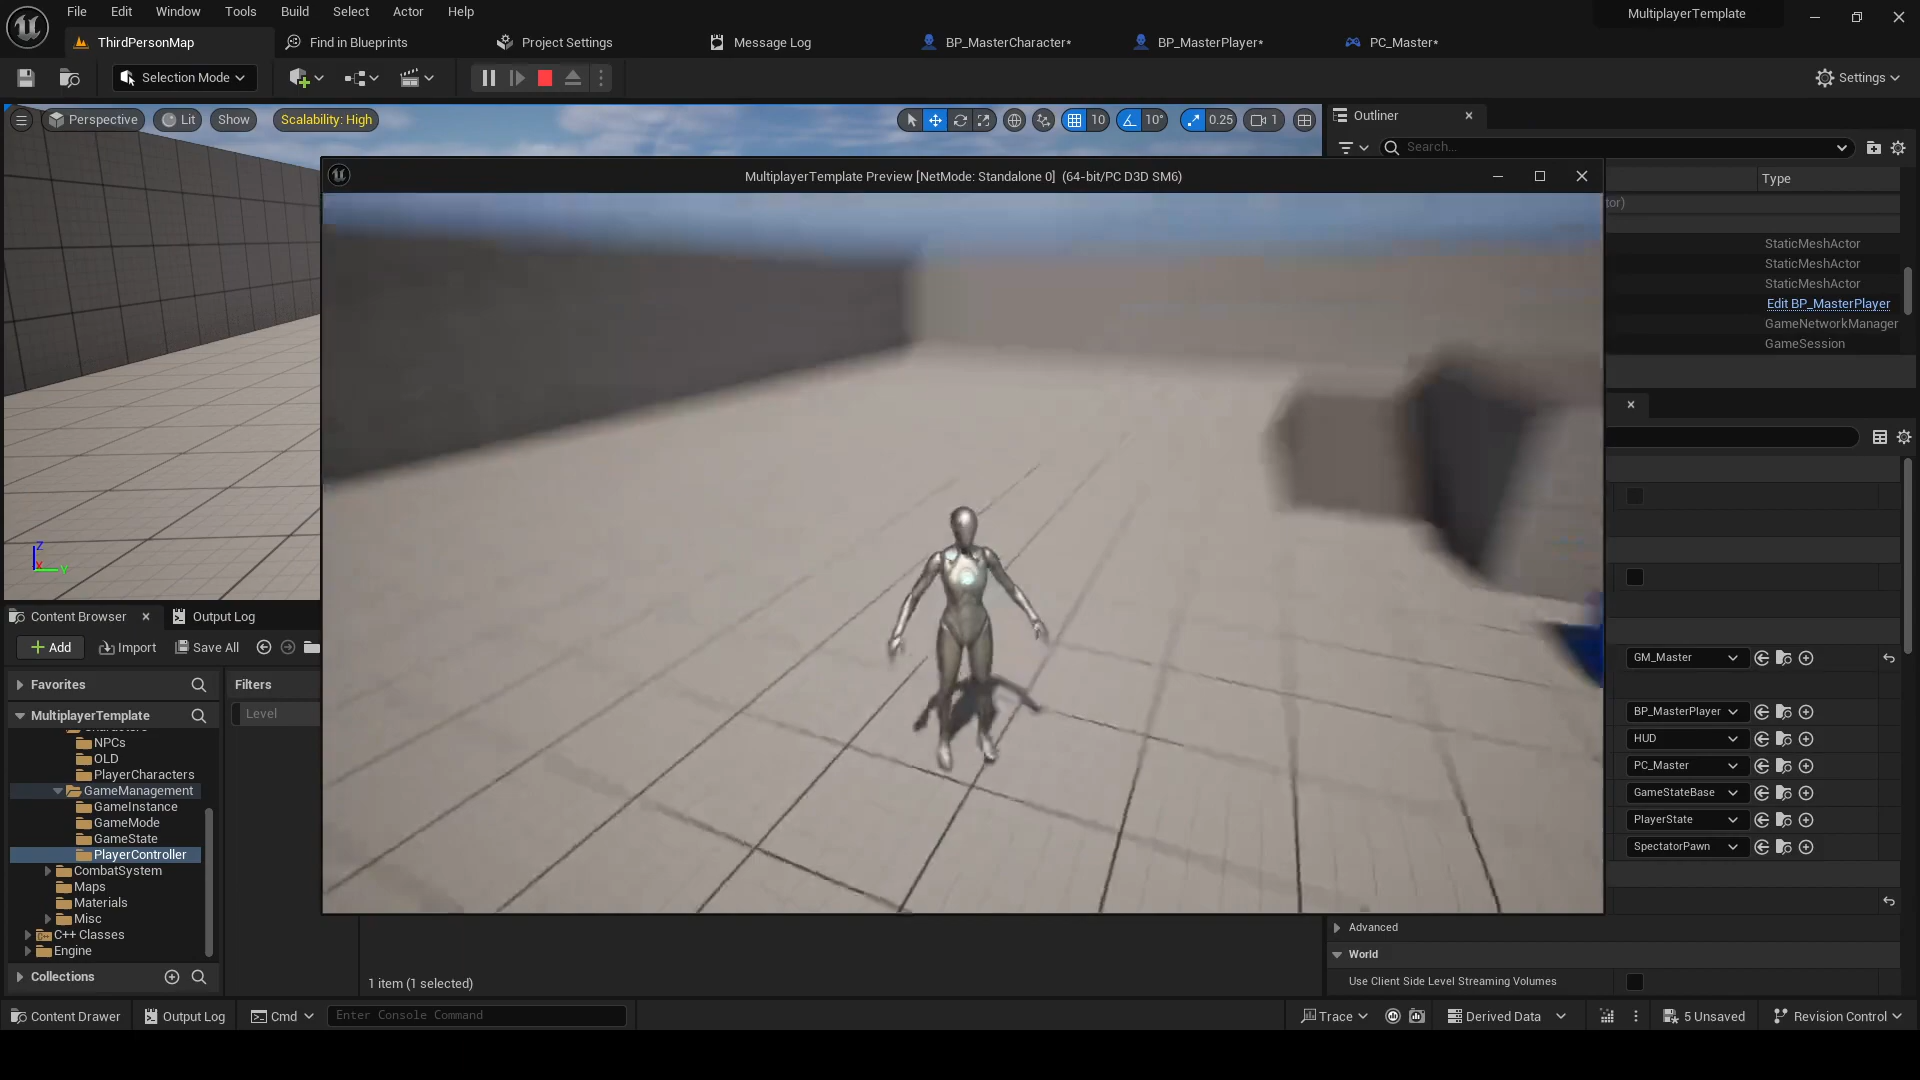 File Edit Window Tools Build Select Actor Help
MultiplayerTemplate
ThirdPersonMap
Find in Blueprints
Project Settings
Message Log
BP_MasterCharacter*
BP_MasterPlayer*
PC_Master*
Selection Mode
Settings
Perspective
Lit
Show
Scalability: High
10
10°
0.25
1
Outliner
Search...
MultiplayerTemplate Preview [NetMode: Standalone 0] (64-bit/PC D3D SM6)
Type
tor)
StaticMeshActor
StaticMeshActor
StaticMeshActor
Edit BP_MasterPlayer
GameNetworkManager
GameSession
Z
X
Y
Content Browser
Output Log
Add
Import
Save All
Favorites
Filters
MultiplayerTemplate
Level
Characters
NPCs
OLD
PlayerCharacters
GameManagement
GameInstance
GameMode
GameState
PlayerController
CombatSystem
Maps
Materials
Misc
C++ Classes
Engine
Collections
1 item (1 selected)
GM_Master
BP_MasterPlayer
HUD
PC_Master
GameStateBase
PlayerState
SpectatorPawn
Advanced
World
Use Client Side Level Streaming Volumes
Content Drawer
Output Log
Cmd
Enter Console Command
Trace
Derived Data
5 Unsaved
Revision Control